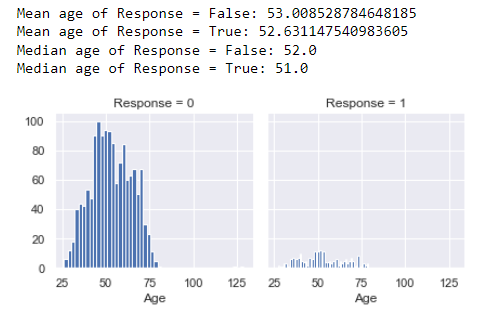 Mean age of Response = False: 53.008528784648185
Mean age of Response = True: 52.631147540983605
Median age of Response = False: 52.0
Median age of Response = True: 51.0
Response = 0
Response = 1
100
80
60
40
20
0
25 50 75 100 125
25 50 75 100 125
Age
Age